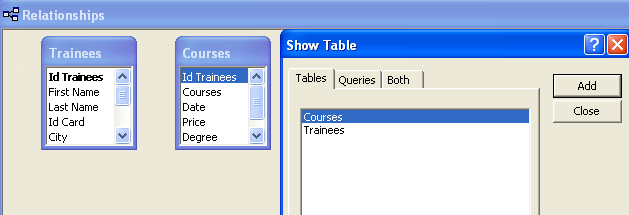 Relationships
Trainees
Id Trainees
First Name
Last Name
Id Card
City
Courses
Id Trainees
Courses
Date
Price
Degree
Show Table
Tables Queries Both
Courses
Trainees
Add
Close